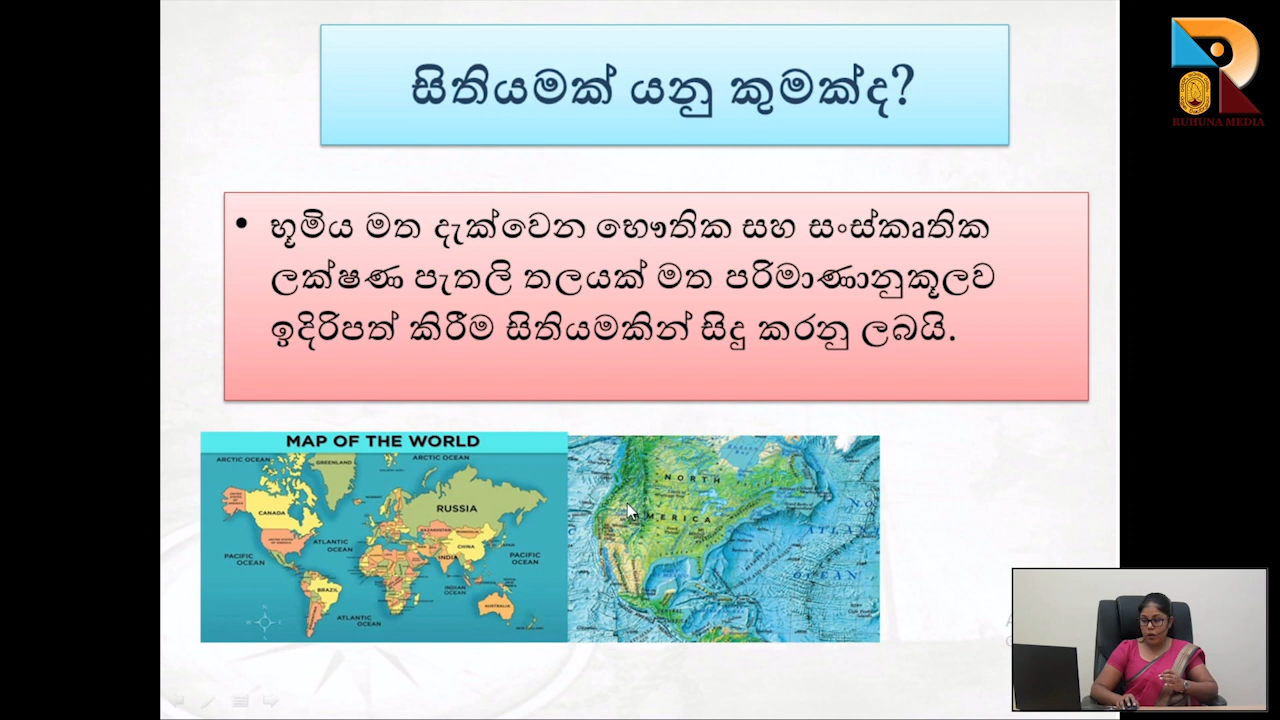 සිතියමක් යනු කුමක්ද?
RUHUNA MEDIA
• භූමිය මත දැක්වෙන භෞතික සහ සංස්කෘතික
ලක්ෂණ පැතලි තලයක් මත පරිමාණානුකූලව
ඉදිරිපත් කිරීම සිතියමකින් සිදු කරනු ලබයි.
MAP OF THE WORLD
ARCTIC OCEAN
GREENLAND
ARCTIC OCEAN
CANADA
RUSSIA
ATLANTIC
OCEAN
PACIFIC
OCEAN
CHINA
INDIA
PACIFIC
OCEAN
BRAZIL
INDIAN
OCEAN
AUSTRALIA
ATLANTIC
OCEAN
NORTH
AMERICA
OCEAN